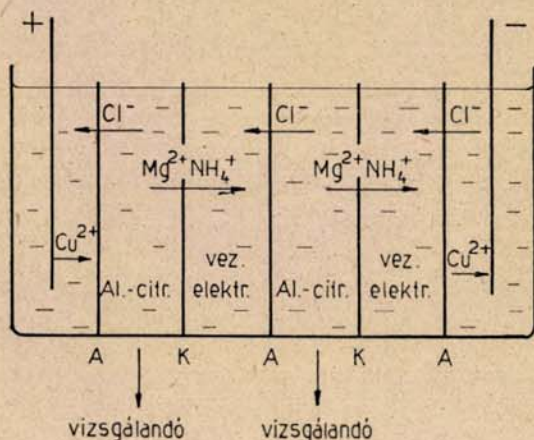 + −
Cl⁻ Cl⁻ Cl⁻
Mg²⁺NH₄⁺ Mg²⁺NH₄⁺
Cu²⁺ vez. vez. Cu²⁺
Al.-citr. elektr. Al.-citr. elektr.
A K A K A
vizsgálandó vizsgálandó